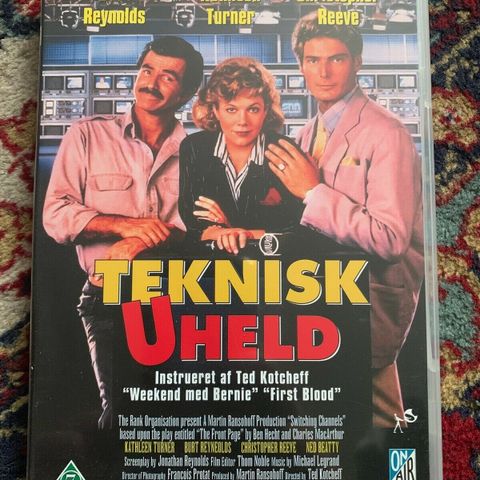 Reynolds Turner Reeve
TEKNISK
UHELD
Instrueret af Ted Kotcheff
“Weekend med Bernie” “First Blood”
The Rank Organisation present A Martin Ransohoff Production “Switching Channels”
based upon the play entitled “The Front Page” by Ben Hecht and Charles MacArthur
KATHLEEN TURNER BURT REYNEOLDS CHRISTOPHER REEVE NED BEATTY
Screenplay by Jonathan Reynolds Film Editor Thom Noble Music by Michael Legrand
Director of Photography Francois Protat Produced by Martin Ransohoff Directed by Ted Kotcheff
ON
AIR